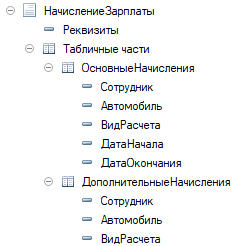 НачислениеЗарплаты
Реквизиты
Табличные части
ОсновныеНачисления
Сотрудник
Автомобиль
ВидРасчета
ДатаНачала
ДатаОкончания
ДополнительныеНачисления
Сотрудник
Автомобиль
ВидРасчета